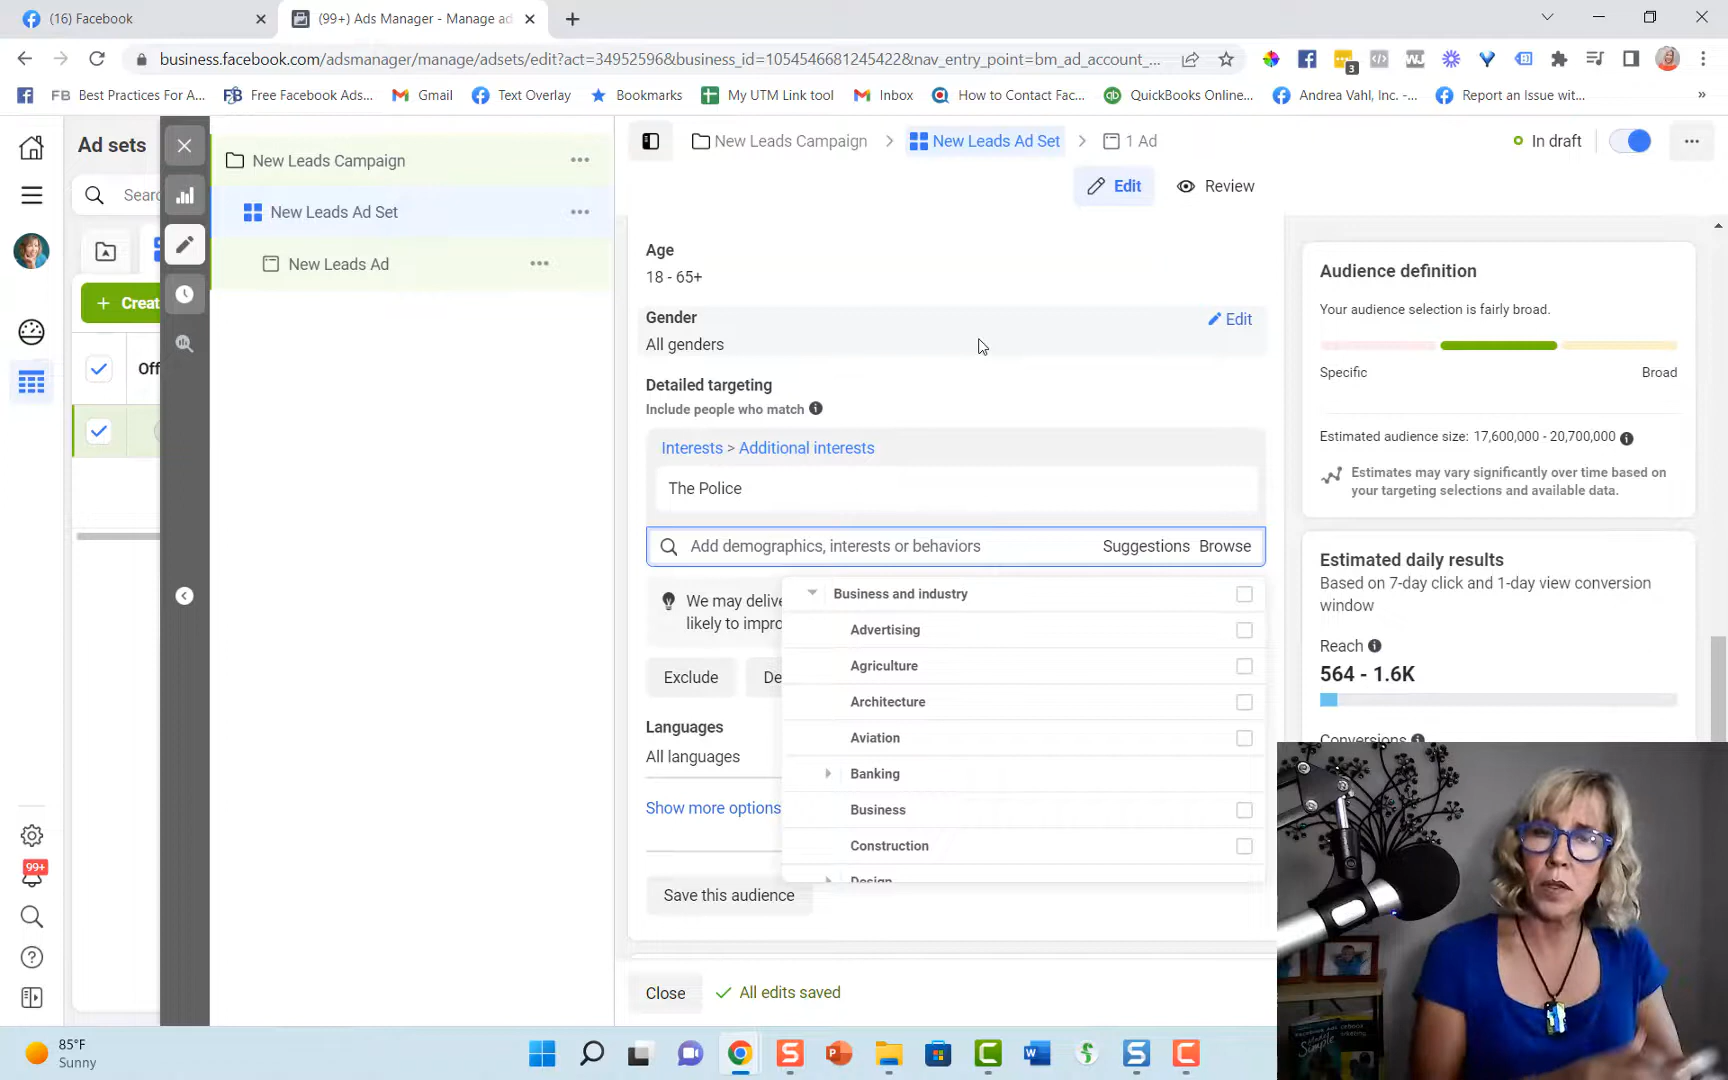 (16) Facebook
(99+) Ads Manager - Manage ad
business.facebook.com/adsmanager/manage/adsets/edit?act=34952596&business_id=1054546681245422&nav_entry_point=bm_ad_account_...
3
FB Best Practices For A...
Free Facebook Ads...
Gmail
Text Overlay
Bookmarks
My UTM Link tool
Inbox
How to Contact Fac...
QuickBooks Online...
Andrea Vahl, Inc. -...
Report an Issue wit...
»
Ad sets
Searc
+ Creat
Off
New Leads Campaign
New Leads Ad Set
New Leads Ad
New Leads Campaign > New Leads Ad Set > 1 Ad
In draft
Edit
Review
Age
18 - 65+
Gender
Edit
All genders
Detailed targeting
Include people who match
Interests > Additional interests
The Police
Add demographics, interests or behaviors
Suggestions
Browse
We may delive
likely to impro
Business and industry
Advertising
Agriculture
Architecture
Aviation
Banking
Business
Construction
Design
Exclude
De
Languages
All languages
Show more options
Save this audience
Close
All edits saved
Audience definition
Your audience selection is fairly broad.
Specific
Broad
Estimated audience size: 17,600,000 - 20,700,000
Estimates may vary significantly over time based on
your targeting selections and available data.
Estimated daily results
Based on 7-day click and 1-day view conversion
window
Reach
564 - 1.6K
Conversions
99+
85°F
Sunny
Made
Simple